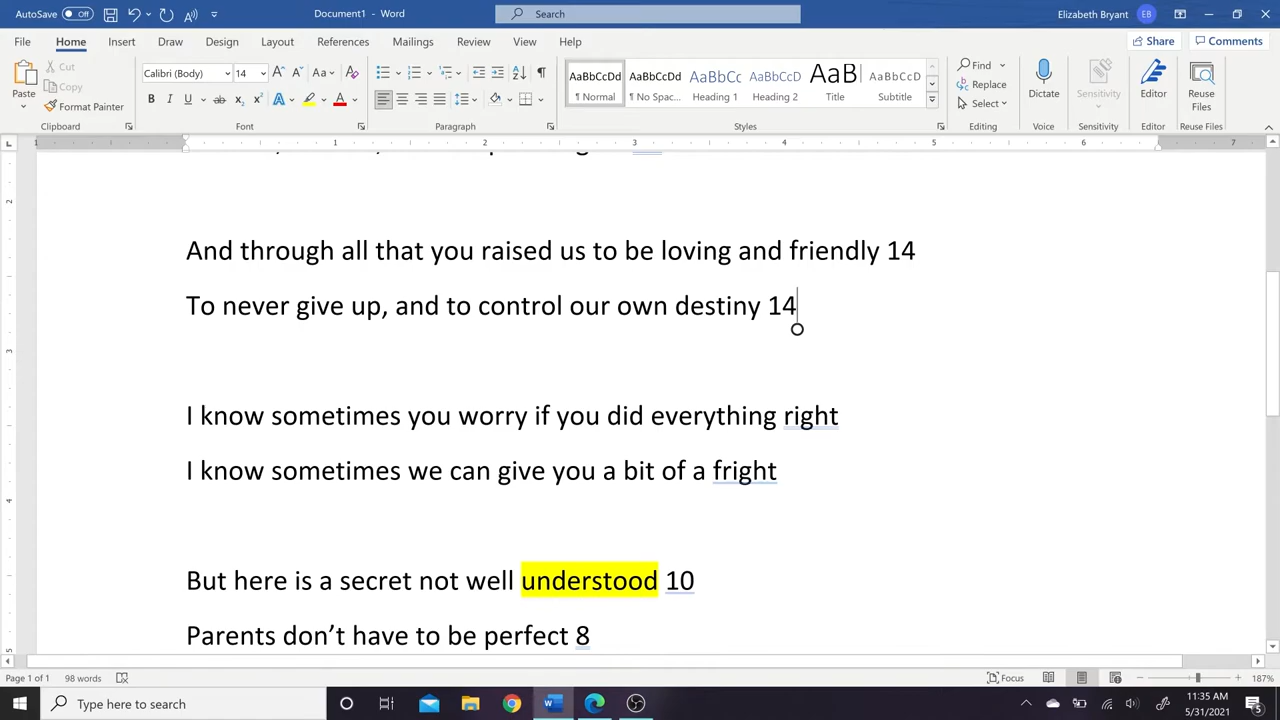 AutoSave Off Document1 - Word Search Elizabeth Bryant EB
File Home Insert Draw Design Layout References Mailings Review View Help Share Comments
Paste Cut Copy Format Painter
Calibri (Body) 14
AaBbCcDd AaBbCcDd AaBbCc AaBbCcD AaB AaBbCcD
¶ Normal ¶ No Spac... Heading 1 Heading 2 Title Subtitle
Find Replace Select
Dictate Sensitivity Editor Reuse Files
Clipboard Font Paragraph Styles Editing Voice Sensitivity Editor Reuse Files
And through all that you raised us to be loving and friendly 14
To never give up, and to control our own destiny 14
I know sometimes you worry if you did everything right
I know sometimes we can give you a bit of a fright
But here is a secret not well understood 10
Parents don’t have to be perfect 8
Page 1 of 1 98 words Focus 187%
Type here to search 11:35 AM
5/31/2021